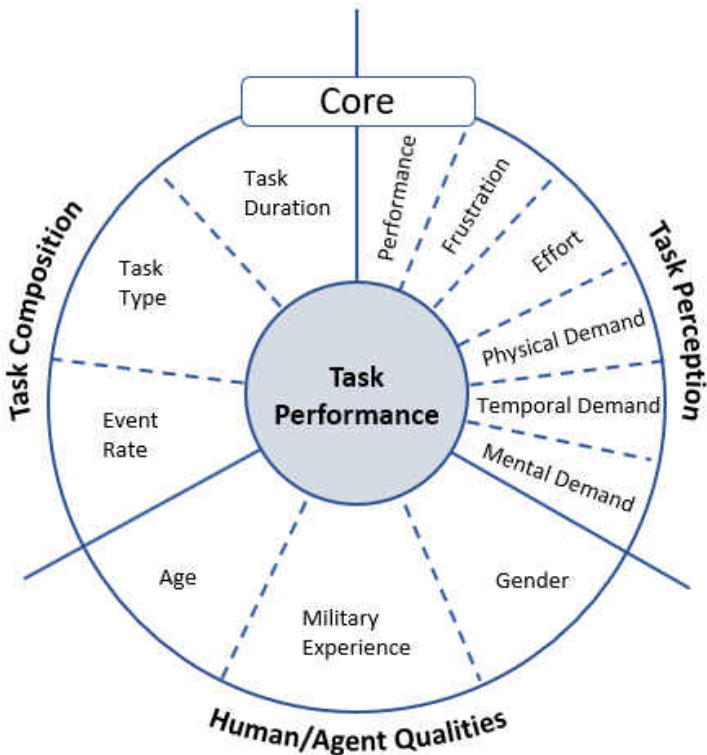 Core
Task
Duration
Performance
Frustration
Effort
Physical Demand
Temporal Demand
Mental Demand
Task Perception
Task Composition
Task
Type
Event
Rate
Task
Performance
Age
Military
Experience
Gender
Human/Agent Qualities